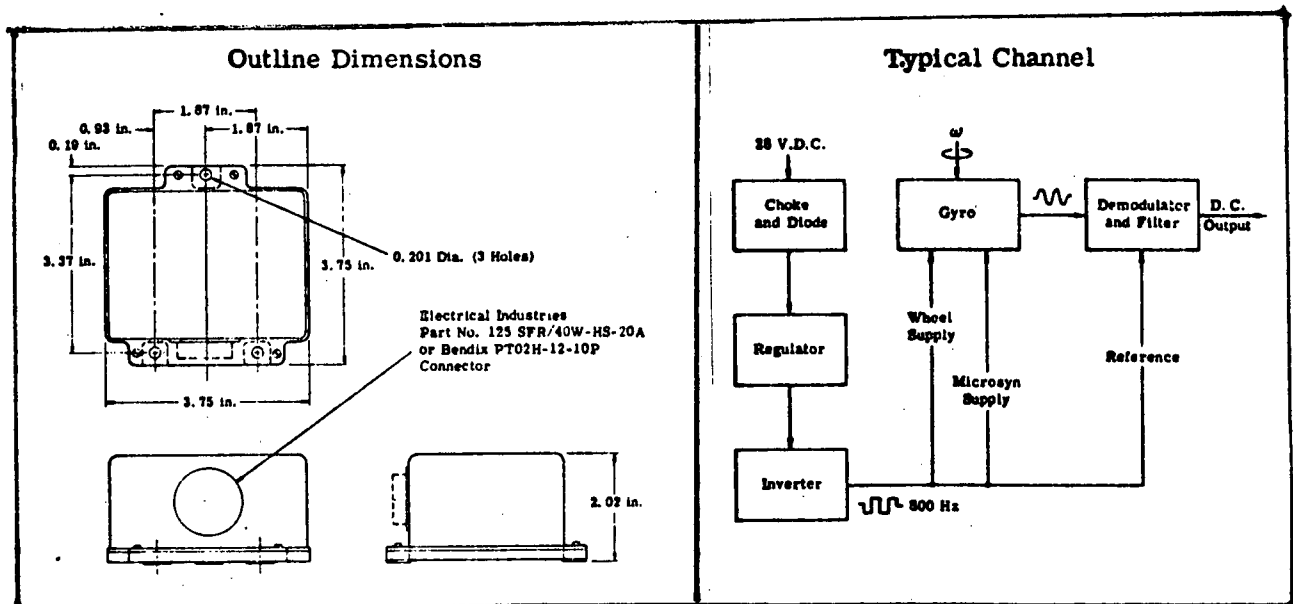 Outline Dimensions
1.87 in.
0.93 in.
1.87 in.
0.19 in.
3.37 in.
3.75 in.
0.201 Dia. (3 Holes)
Electrical Industries
Part No. 125 SFR/40W-HS-20A
or Bendix PT02H-12-10P
Connector
3.75 in.
2.02 in.
Typical Channel
28 V.D.C.
ω
Choke
and Diode
Gyro
Demodulator
and Filter
D. C.
Output
Regulator
Wheel
Supply
Microsyn
Supply
Reference
Inverter
800 Hz